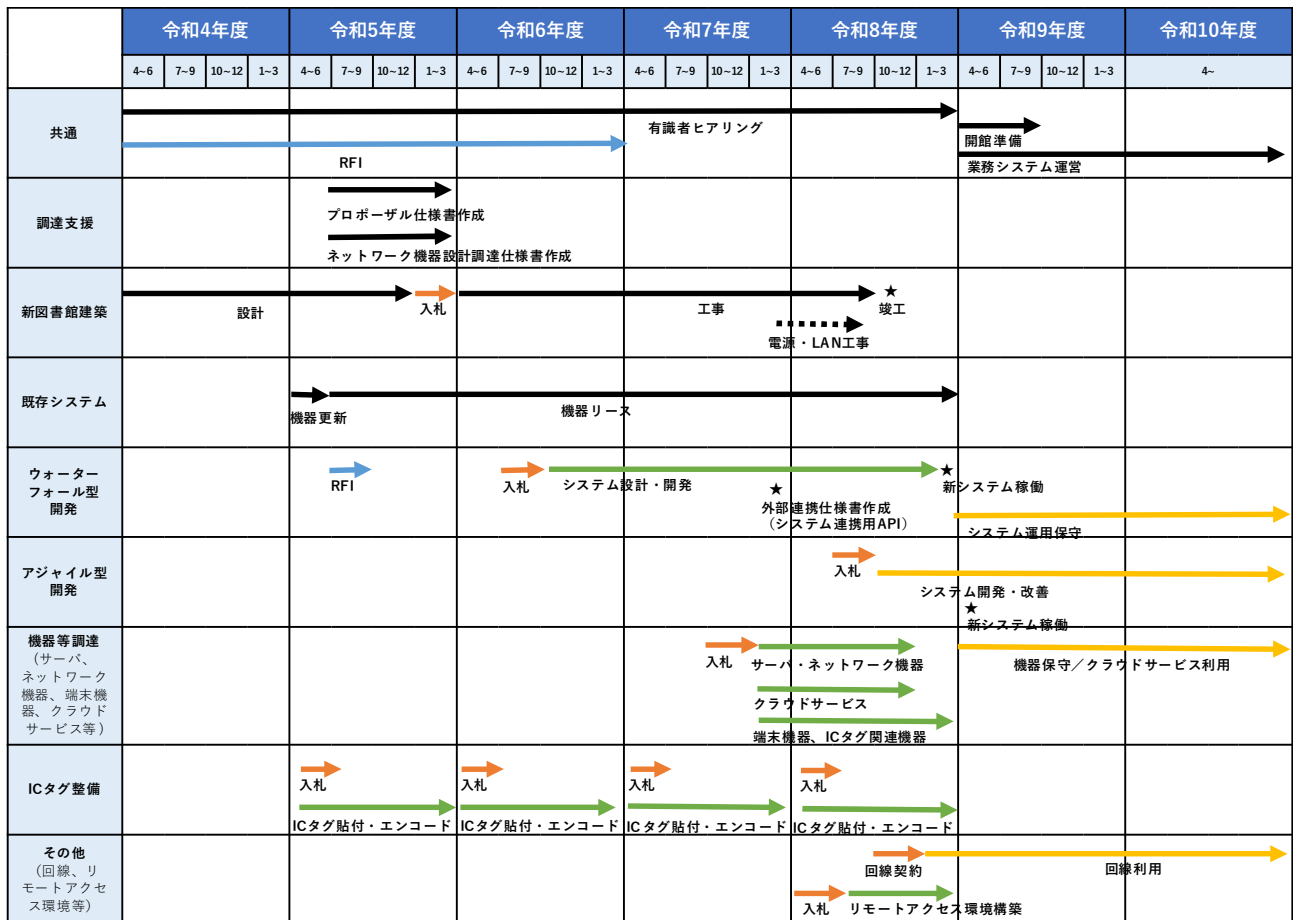 令和4年度 令和5年度 令和6年度 令和7年度 令和8年度 令和9年度 令和10年度
4~6 7~9 10~12 1~3 4~6 7~9 10~12 1~3 4~6 7~9 10~12 1~3 4~6 7~9 10~12 1~3 4~6 7~9 10~12 1~3 4~6 7~9 10~12 1~3 4~
共通
有識者ヒアリング
開館準備
RFI
業務システム運営
調達支援
プロポーザル仕様書作成
ネットワーク機器設計調達仕様書作成
新図書館建築
設計
入札
工事
★
竣工
電源・LAN工事
既存システム
機器更新
機器リース
ウォーター
フォール型
開発
RFI
入札
システム設計・開発
★
外部連携仕様書作成
（システム連携用API）
★
新システム稼働
システム運用保守
アジャイル型
開発
入札
システム開発・改善
★
新システム稼働
機器等調達
（サーバ、
ネットワーク
機器、端末機
器、クラウド
サービス等）
入札
サーバ・ネットワーク機器
機器保守／クラウドサービス利用
クラウドサービス
端末機器、ICタグ関連機器
ICタグ整備
入札 入札 入札 入札
ICタグ貼付・エンコード ICタグ貼付・エンコード ICタグ貼付・エンコード ICタグ貼付・エンコード
その他
（回線、リ
モートアクセ
ス環境等）
回線契約
回線利用
入札
リモートアクセス環境構築